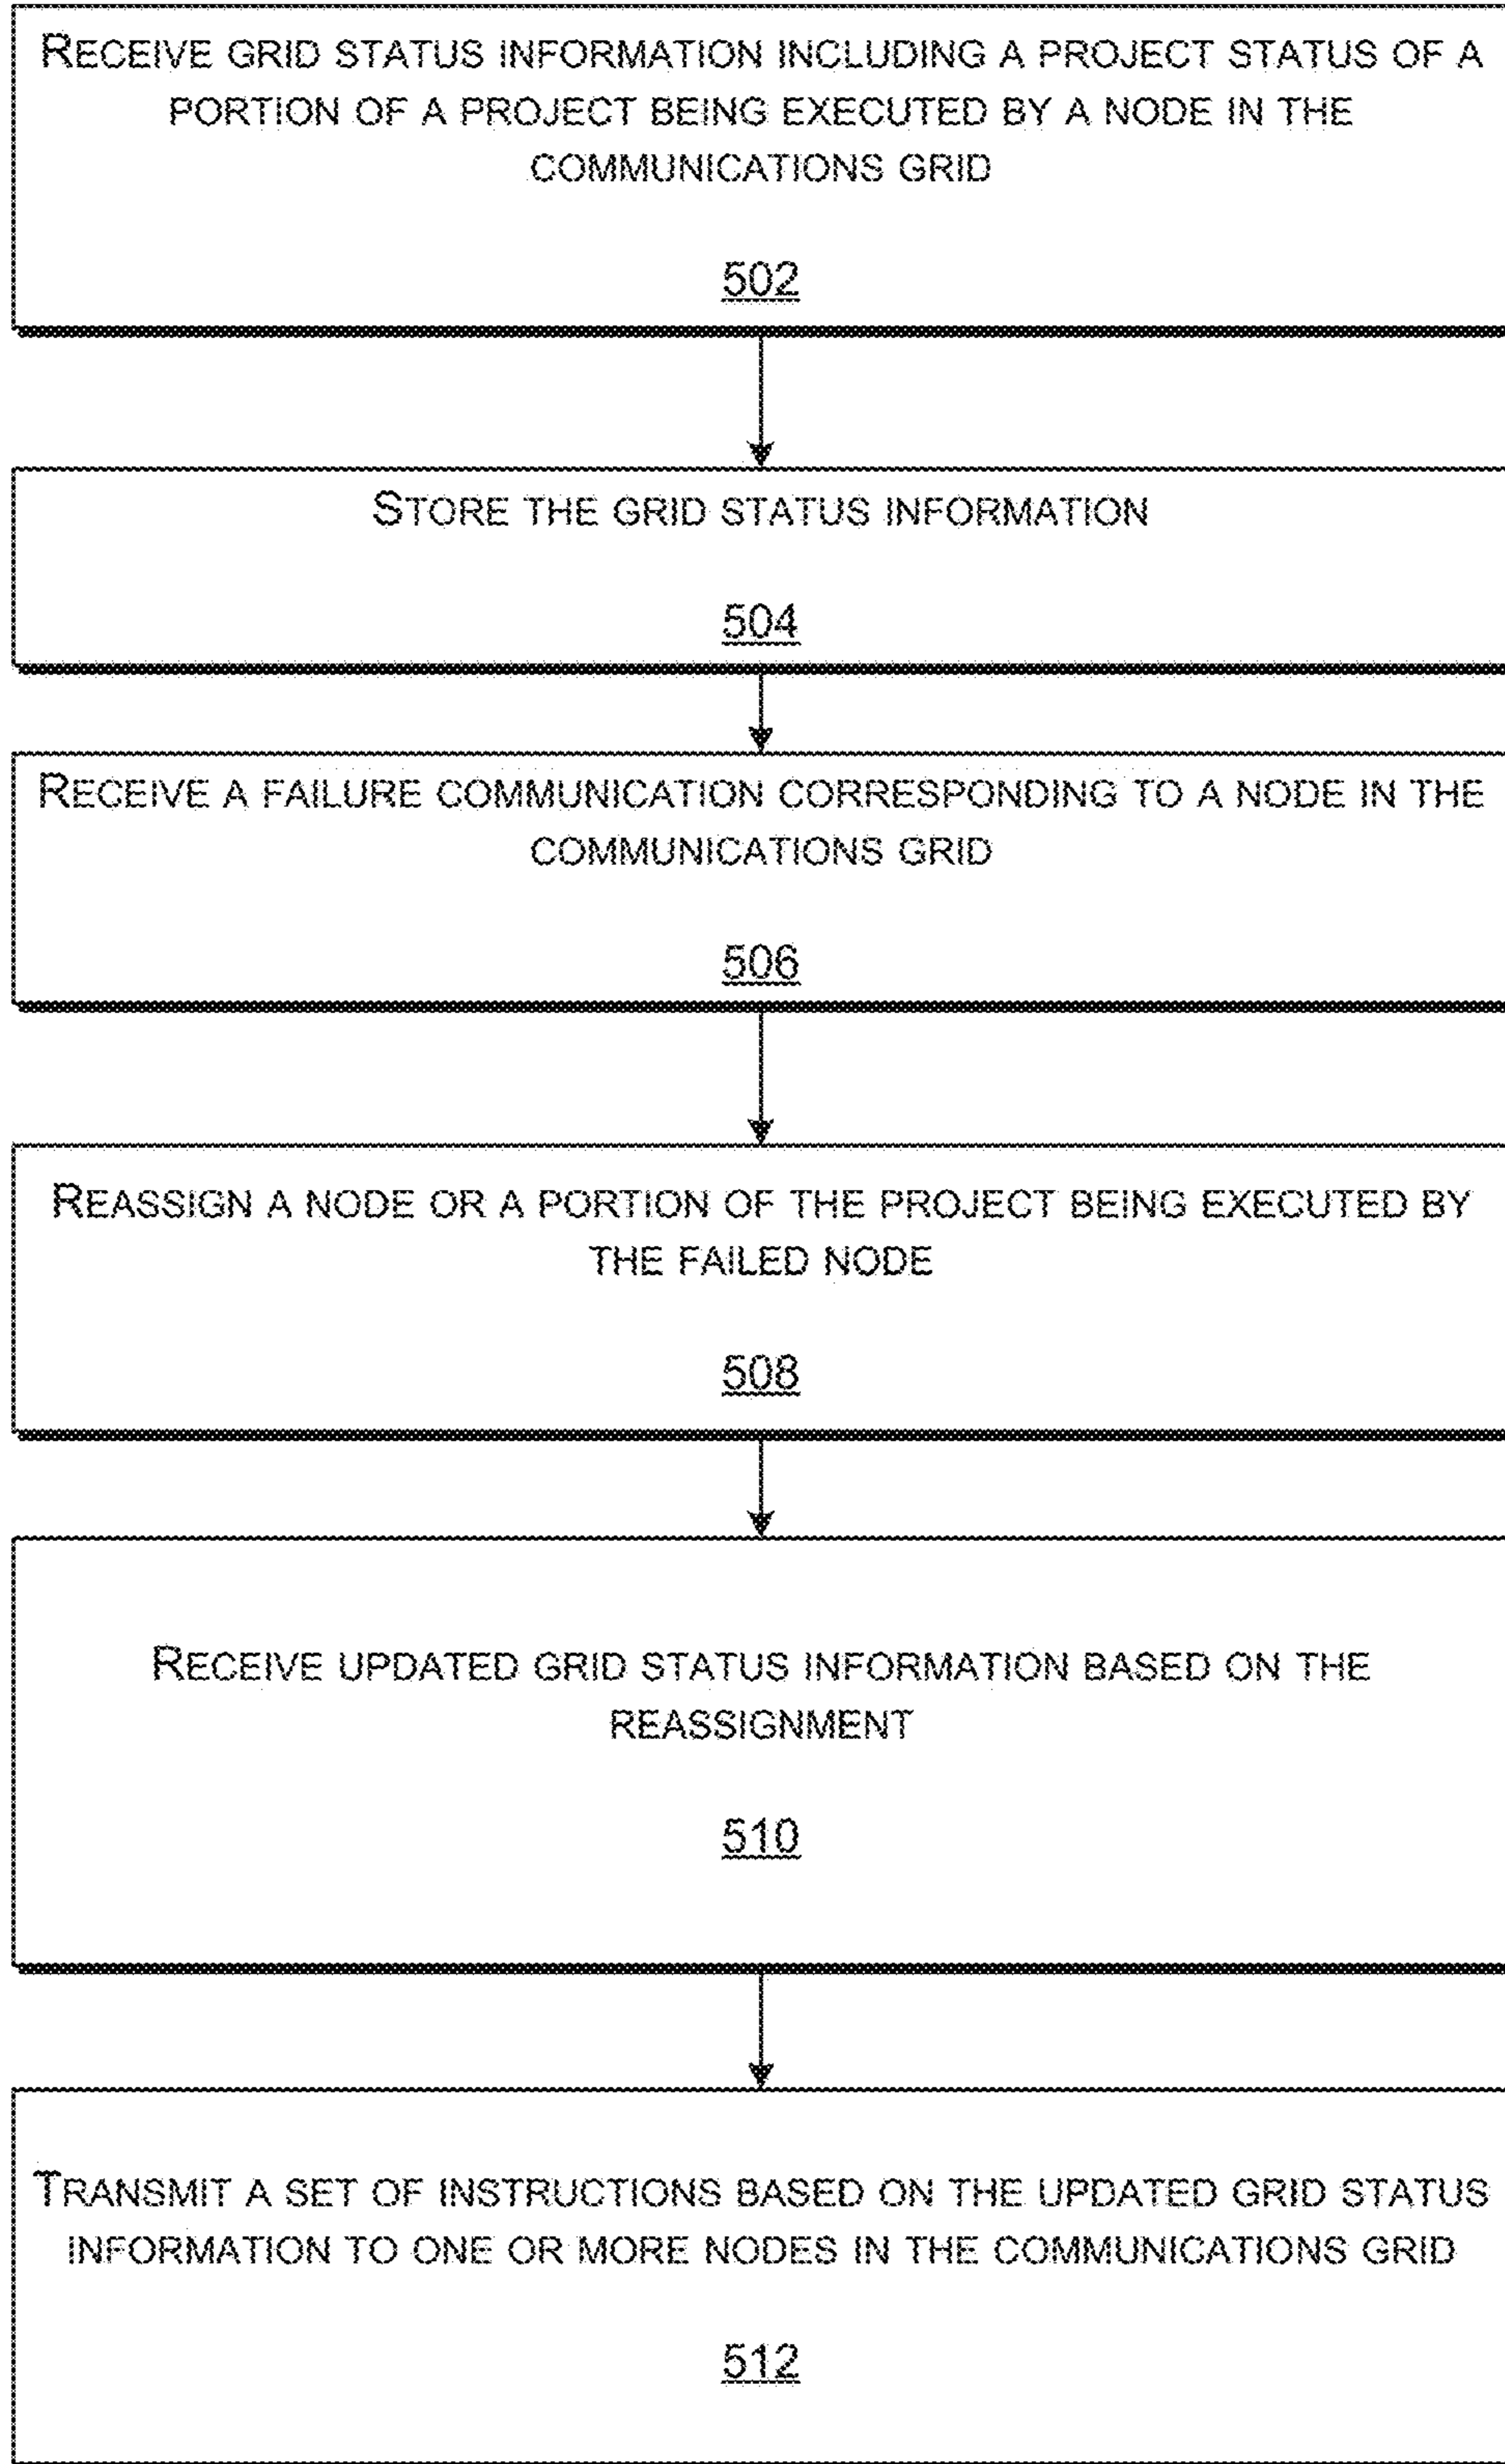 RECEIVE GRID STATUS INFORMATION INCLUDING A PROJECT STATUS OF A
PORTION OF A PROJECT BEING EXECUTED BY A NODE IN THE
COMMUNICATIONS GRID
502
STORE THE GRID STATUS INFORMATION
504
RECEIVE A FAILURE COMMUNICATION CORRESPONDING TO A NODE IN THE
COMMUNICATIONS GRID
506
REASSIGN A NODE OR A PORTION OF THE PROJECT BEING EXECUTED BY
THE FAILED NODE
508
RECEIVE UPDATED GRID STATUS INFORMATION BASED ON THE
REASSIGNMENT
510
TRANSMIT A SET OF INSTRUCTIONS BASED ON THE UPDATED GRID STATUS
INFORMATION TO ONE OR MORE NODES IN THE COMMUNICATIONS GRID
512